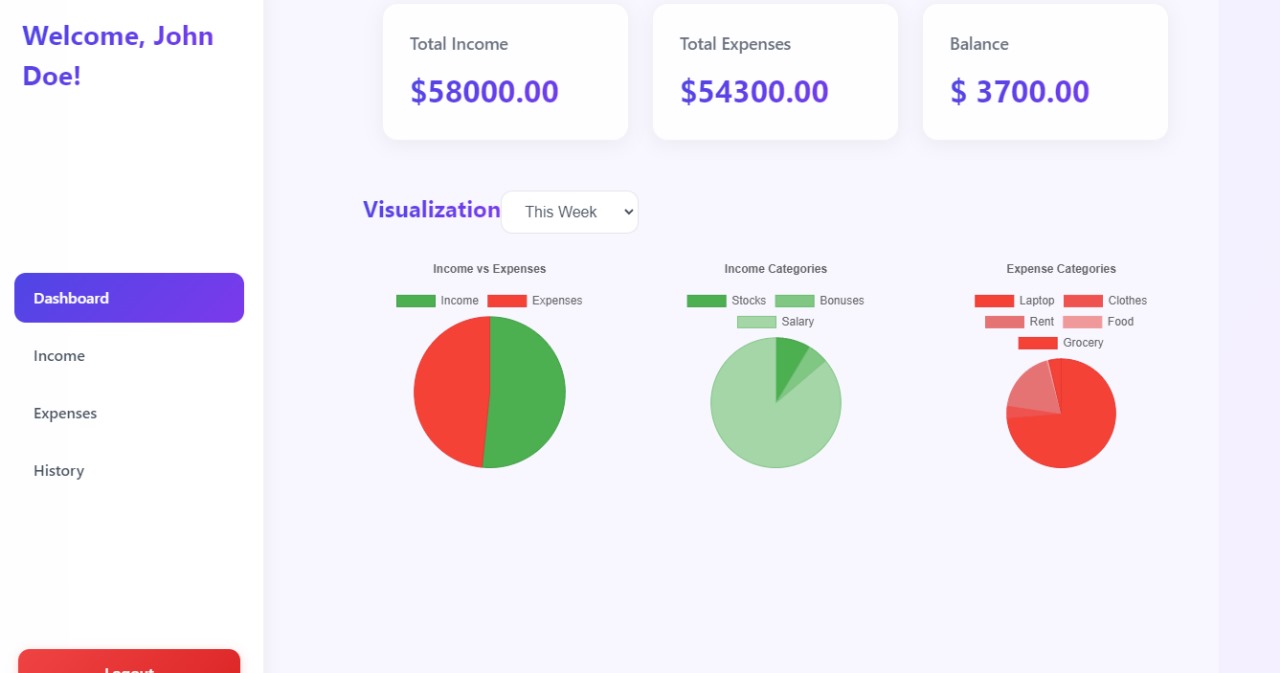 Welcome, John
Doe!
Dashboard
Income
Expenses
History
Logout
Total Income
$58000.00
Total Expenses
$54300.00
Balance
$ 3700.00
Visualization This Week
Income vs Expenses
Income Expenses
Income Categories
Stocks Bonuses
Salary
Expense Categories
Laptop Clothes
Rent Food
Grocery